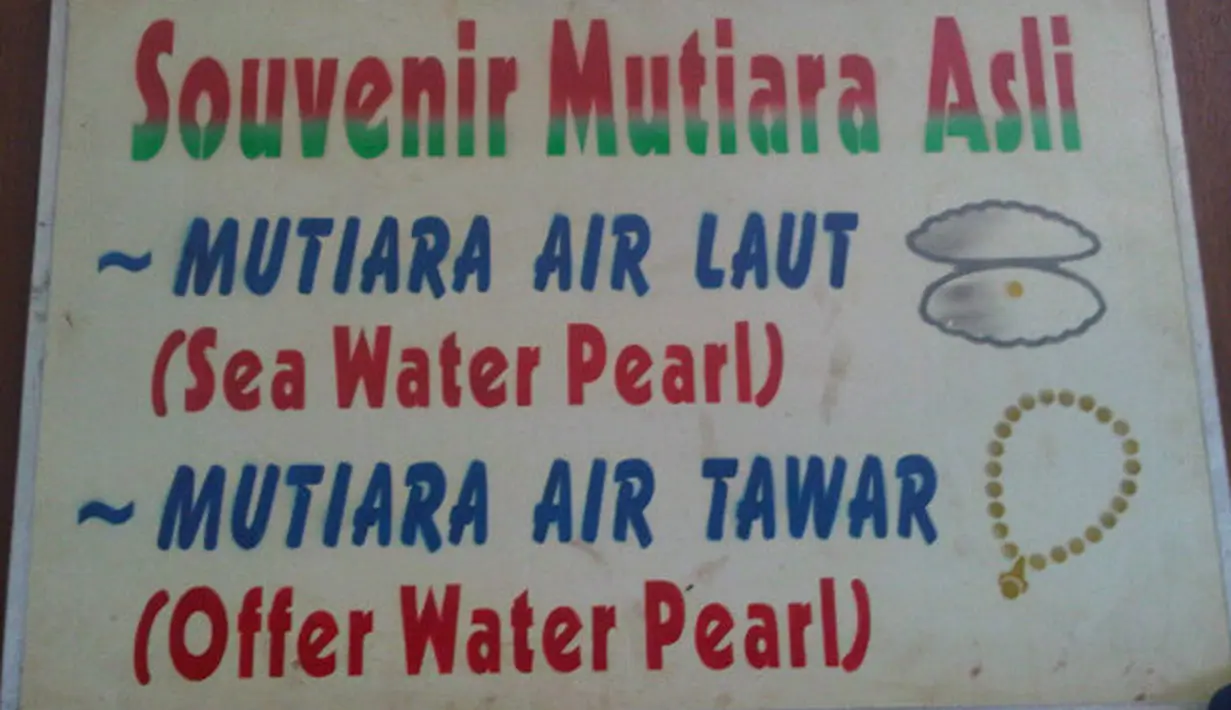 Souvenir Mutiara Asli
~ MUTIARA AIR LAUT
(Sea Water Pearl)
~ MUTIARA AIR TAWAR
(Offer Water Pearl)